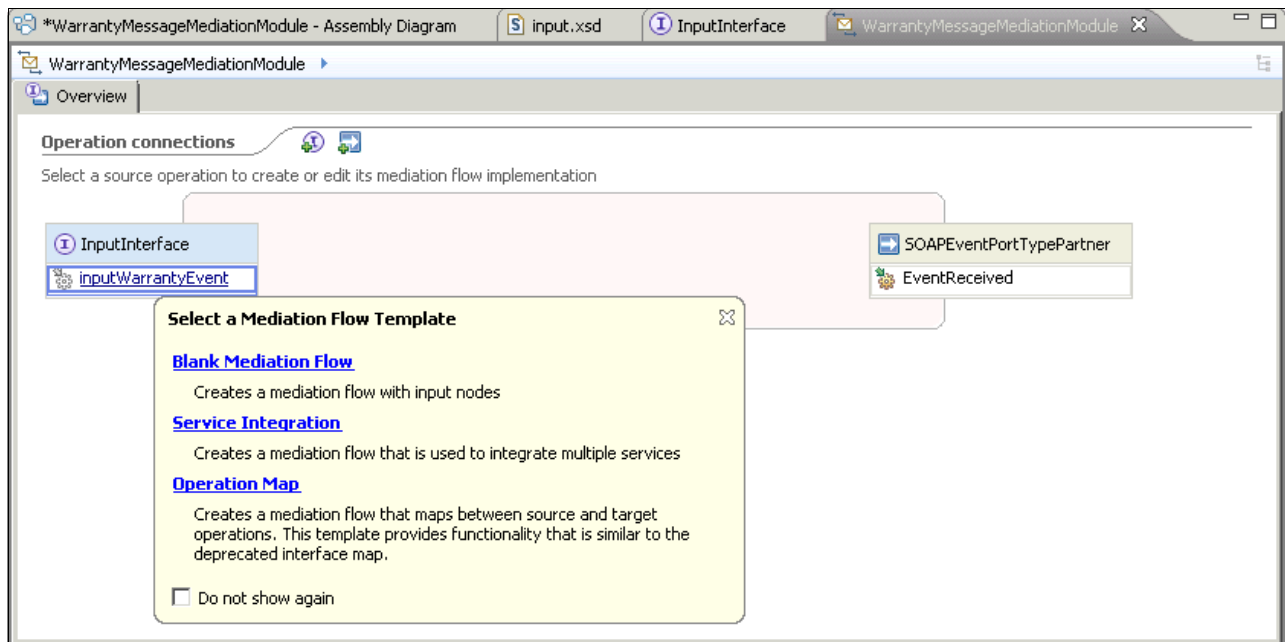 *WarrantyMessageMediationModule - Assembly Diagram
input.xsd
InputInterface
WarrantyMessageMediationModule
WarrantyMessageMediationModule
Overview
Operation connections
Select a source operation to create or edit its mediation flow implementation
InputInterface
SOAPEventPortTypePartner
inputWarrantyEvent
EventReceived
Select a Mediation Flow Template
Blank Mediation Flow
Creates a mediation flow with input nodes
Service Integration
Creates a mediation flow that is used to integrate multiple services
Operation Map
Creates a mediation flow that maps between source and target
operations. This template provides functionality that is similar to the
deprecated interface map.
Do not show again